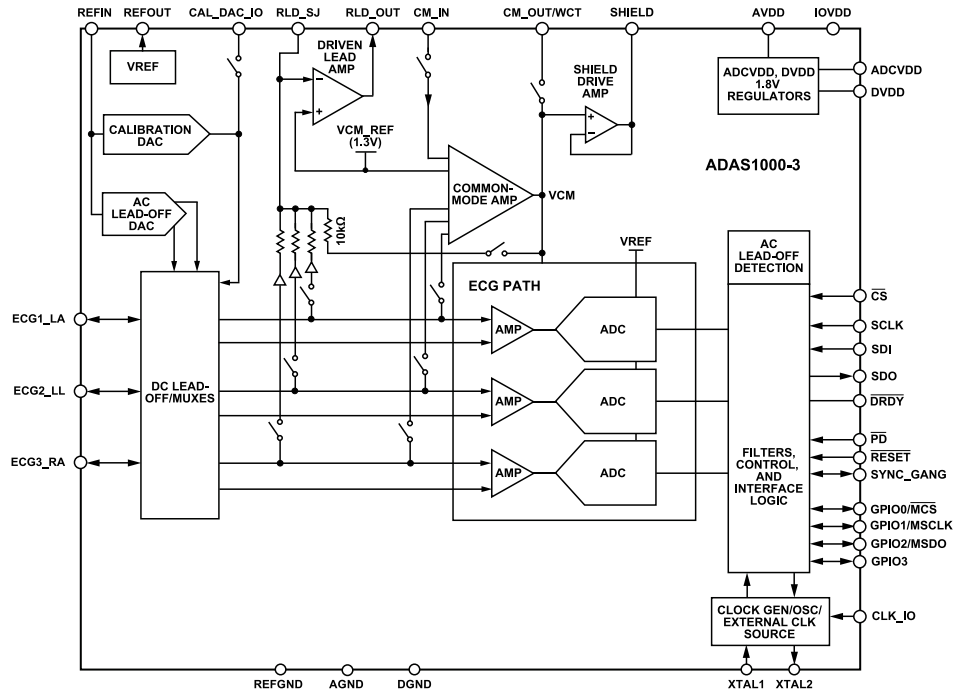 REFIN REFOUT CAL_DAC_IO RLD_SJ RLD_OUT CM_IN CM_OUT/WCT SHIELD AVDD IOVDD
VREF
DRIVEN
LEAD
AMP
SHIELD
DRIVE
AMP
ADCVDD, DVDD
1.8V
REGULATORS
ADCVDD
DVDD
CALIBRATION
DAC
VCM_REF
(1.3V)
ADAS1000-3
AC
LEAD-OFF
DAC
COMMON-
MODE AMP
VCM
10kΩ
VREF
AC
LEAD-OFF
DETECTION
ECG PATH
DC LEAD-
OFF/MUXES
ECG1_LA
ECG2_LL
ECG3_RA
AMP
ADC
AMP
ADC
AMP
ADC
FILTERS,
CONTROL,
AND
INTERFACE
LOGIC
CS
SCLK
SDI
SDO
DRDY
PD
RESET
SYNC_GANG
GPIO0/MCS
GPIO1/MSCLK
GPIO2/MSDO
GPIO3
CLOCK GEN/OSC/
EXTERNAL CLK
SOURCE
CLK_IO
REFGND AGND DGND XTAL1 XTAL2